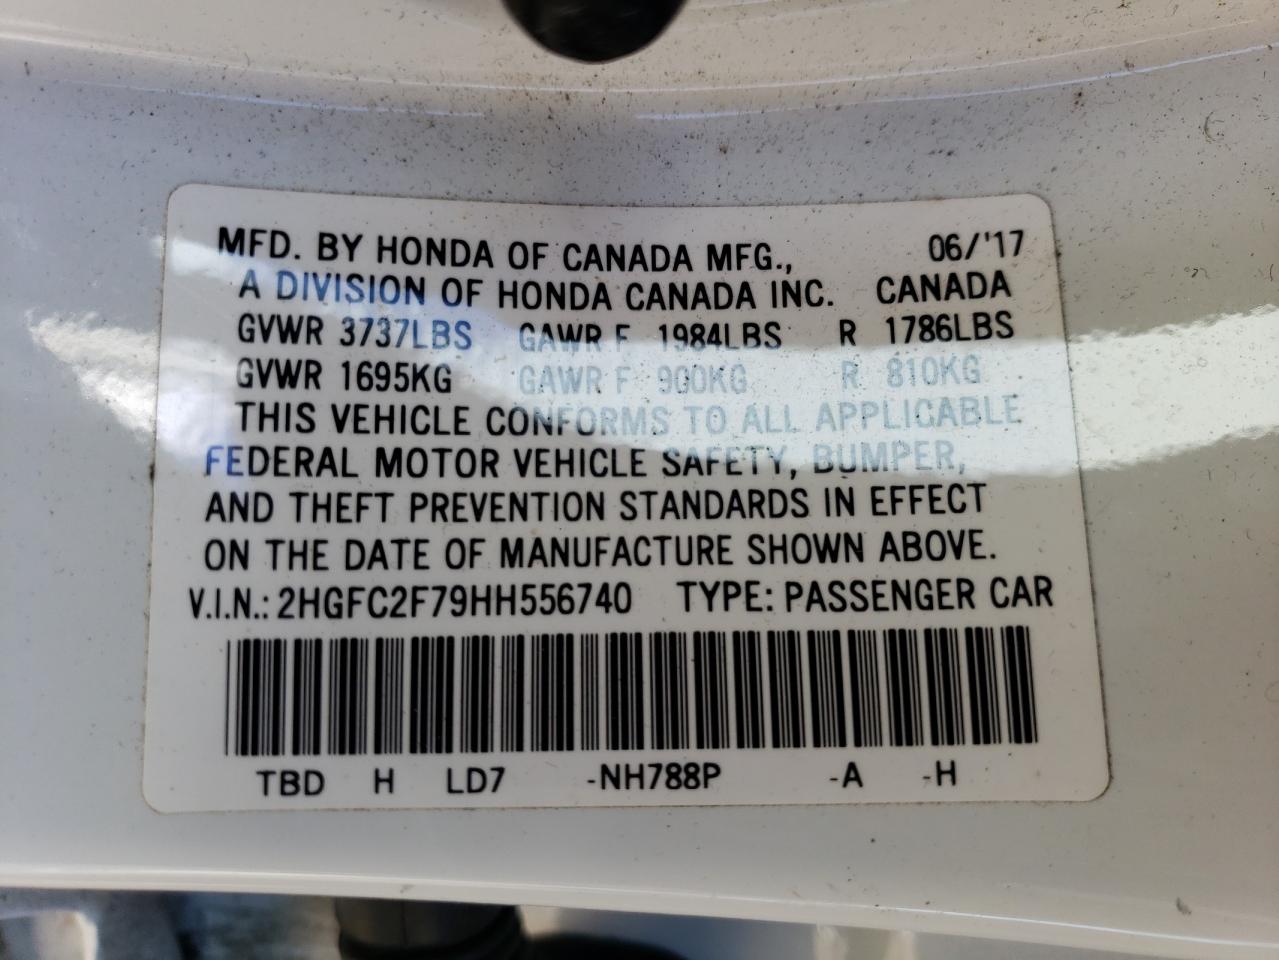 MFD. BY HONDA OF CANADA MFG., 06/'17
A DIVISION OF HONDA CANADA INC. CANADA
GVWR 3737LBS GAWR F 1984LBS R 1786LBS
GVWR 1695KG GAWR F 900KG R 810KG
THIS VEHICLE CONFORMS TO ALL APPLICABLE
FEDERAL MOTOR VEHICLE SAFETY, BUMPER,
AND THEFT PREVENTION STANDARDS IN EFFECT
ON THE DATE OF MANUFACTURE SHOWN ABOVE.
V.I.N.: 2HGFC2F79HH556740 TYPE: PASSENGER CAR
TBD H LD7 -NH788P -A -H